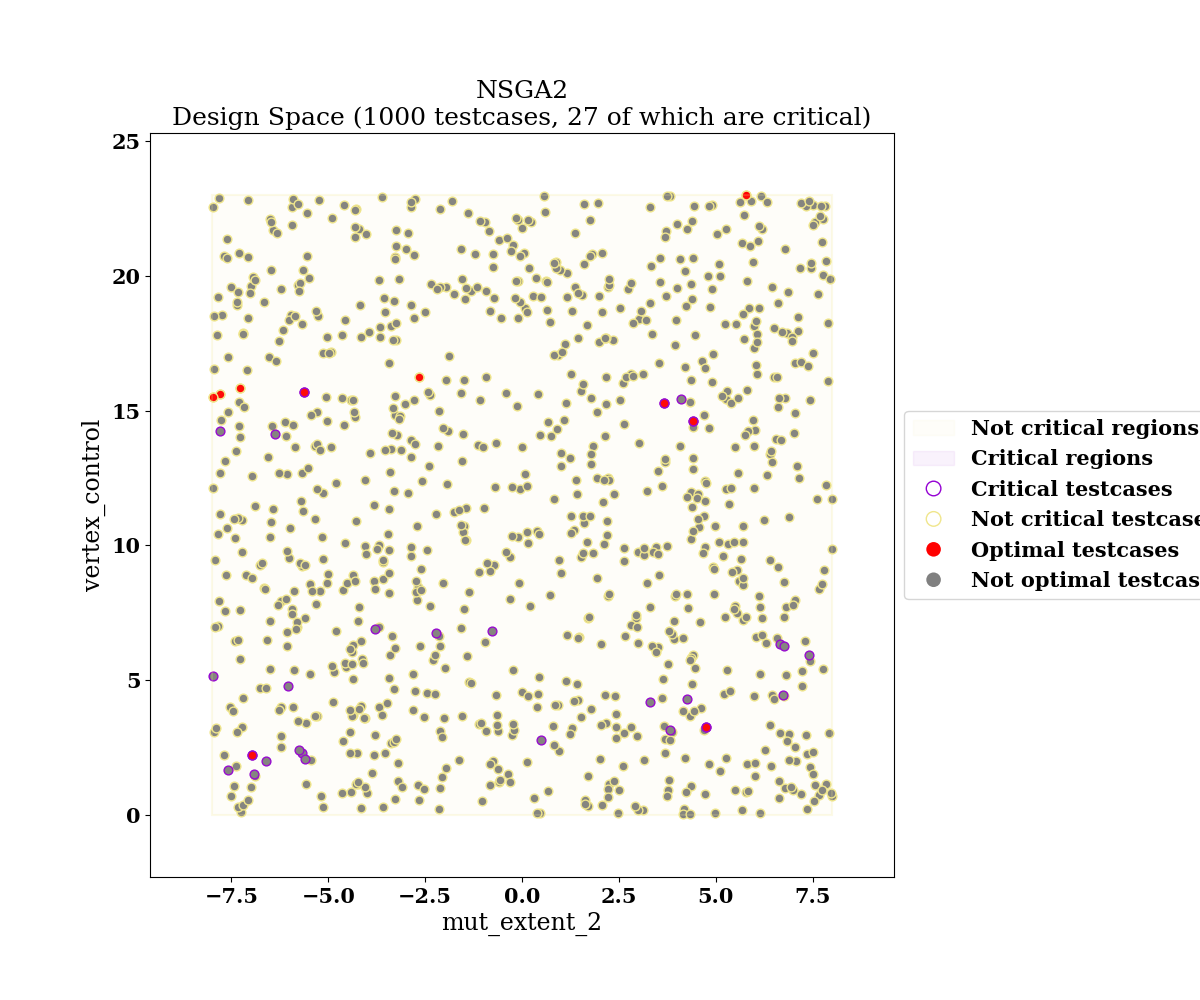 NSGA2
Design Space (1000 testcases, 27 of which are critical)
25
20
15
10
5
0
vertex_control
−7.5
−5.0
−2.5
0.0
2.5
5.0
7.5
mut_extent_2
Not critical regions
Critical regions
Critical testcases
Not critical testcase
Optimal testcases
Not optimal testcas